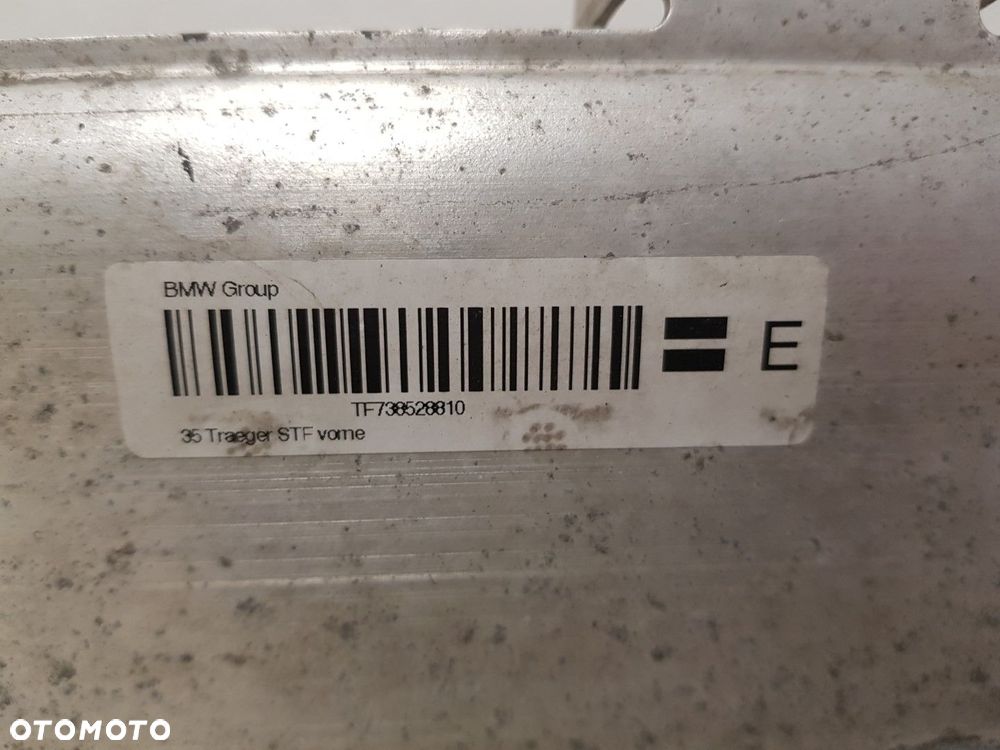 BMW Group
E
TF738528810
35 Traeger STF vorne
OTOMOTO